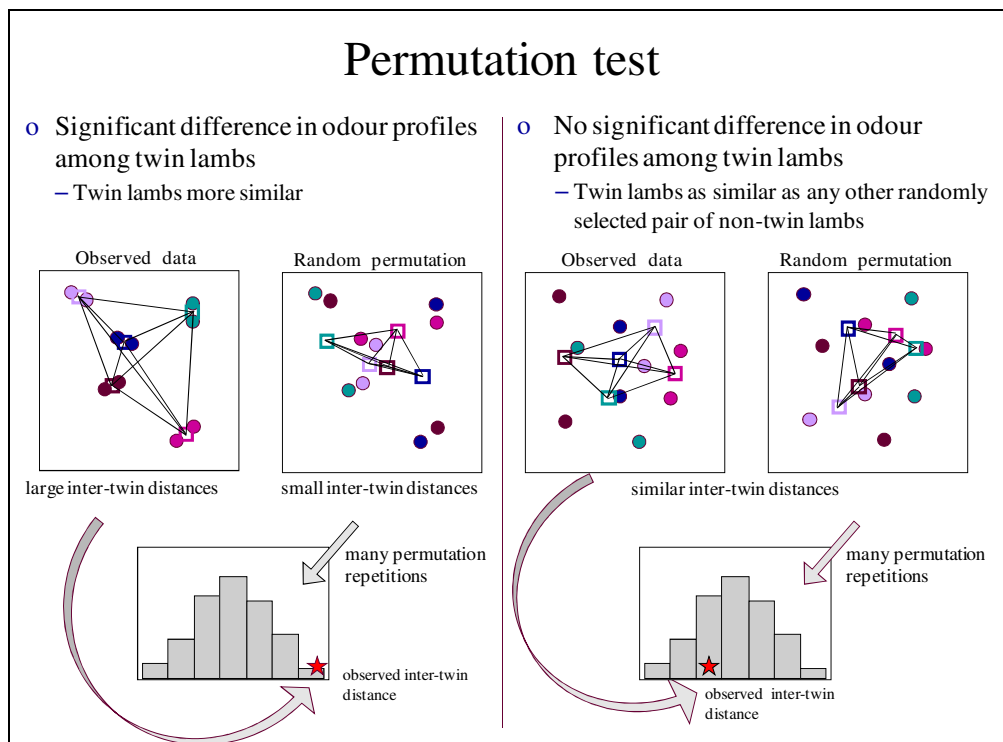 Permutation test
o Significant difference in odour profiles
among twin lambs
– Twin lambs more similar
Observed data
Random permutation
large inter-twin distances
small inter-twin distances
many permutation
repetitions
observed inter-twin
distance
o No significant difference in odour
profiles among twin lambs
– Twin lambs as similar as any other randomly
selected pair of non-twin lambs
Observed data
Random permutation
similar inter-twin distances
many permutation
repetitions
observed inter-twin
distance